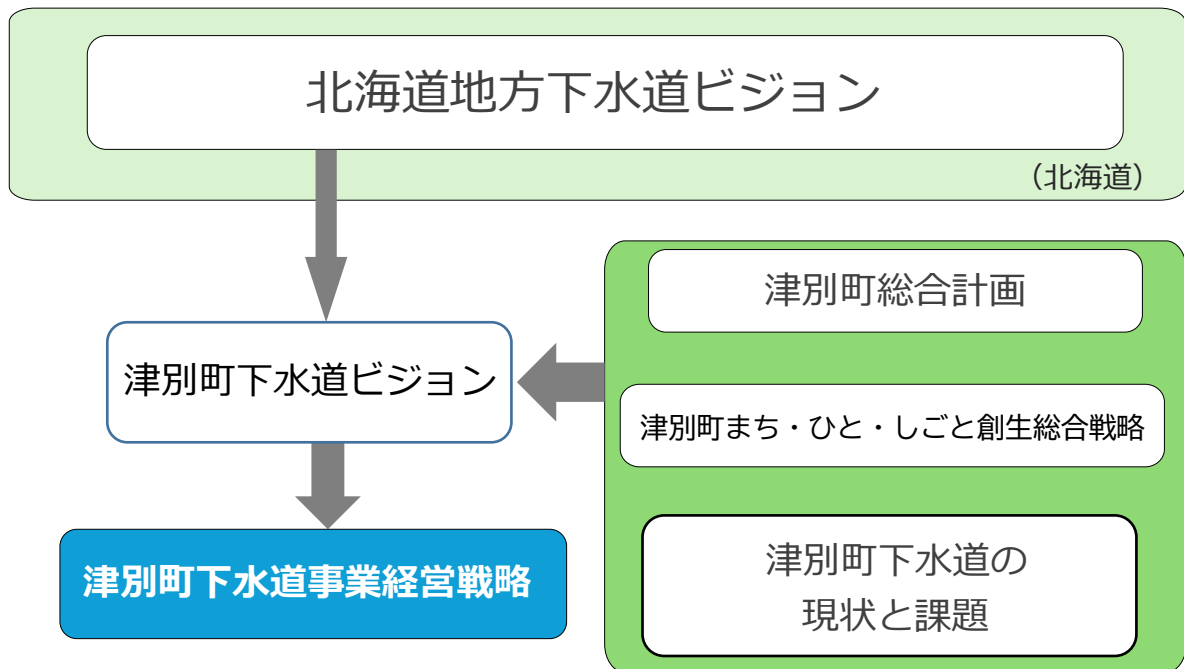 北海道地方下水道ビジョン
（北海道）
津別町総合計画
津別町下水道ビジョン
津別町まち・ひと・しごと創生総合戦略
津別町下水道事業経営戦略
津別町下水道の
現状と課題